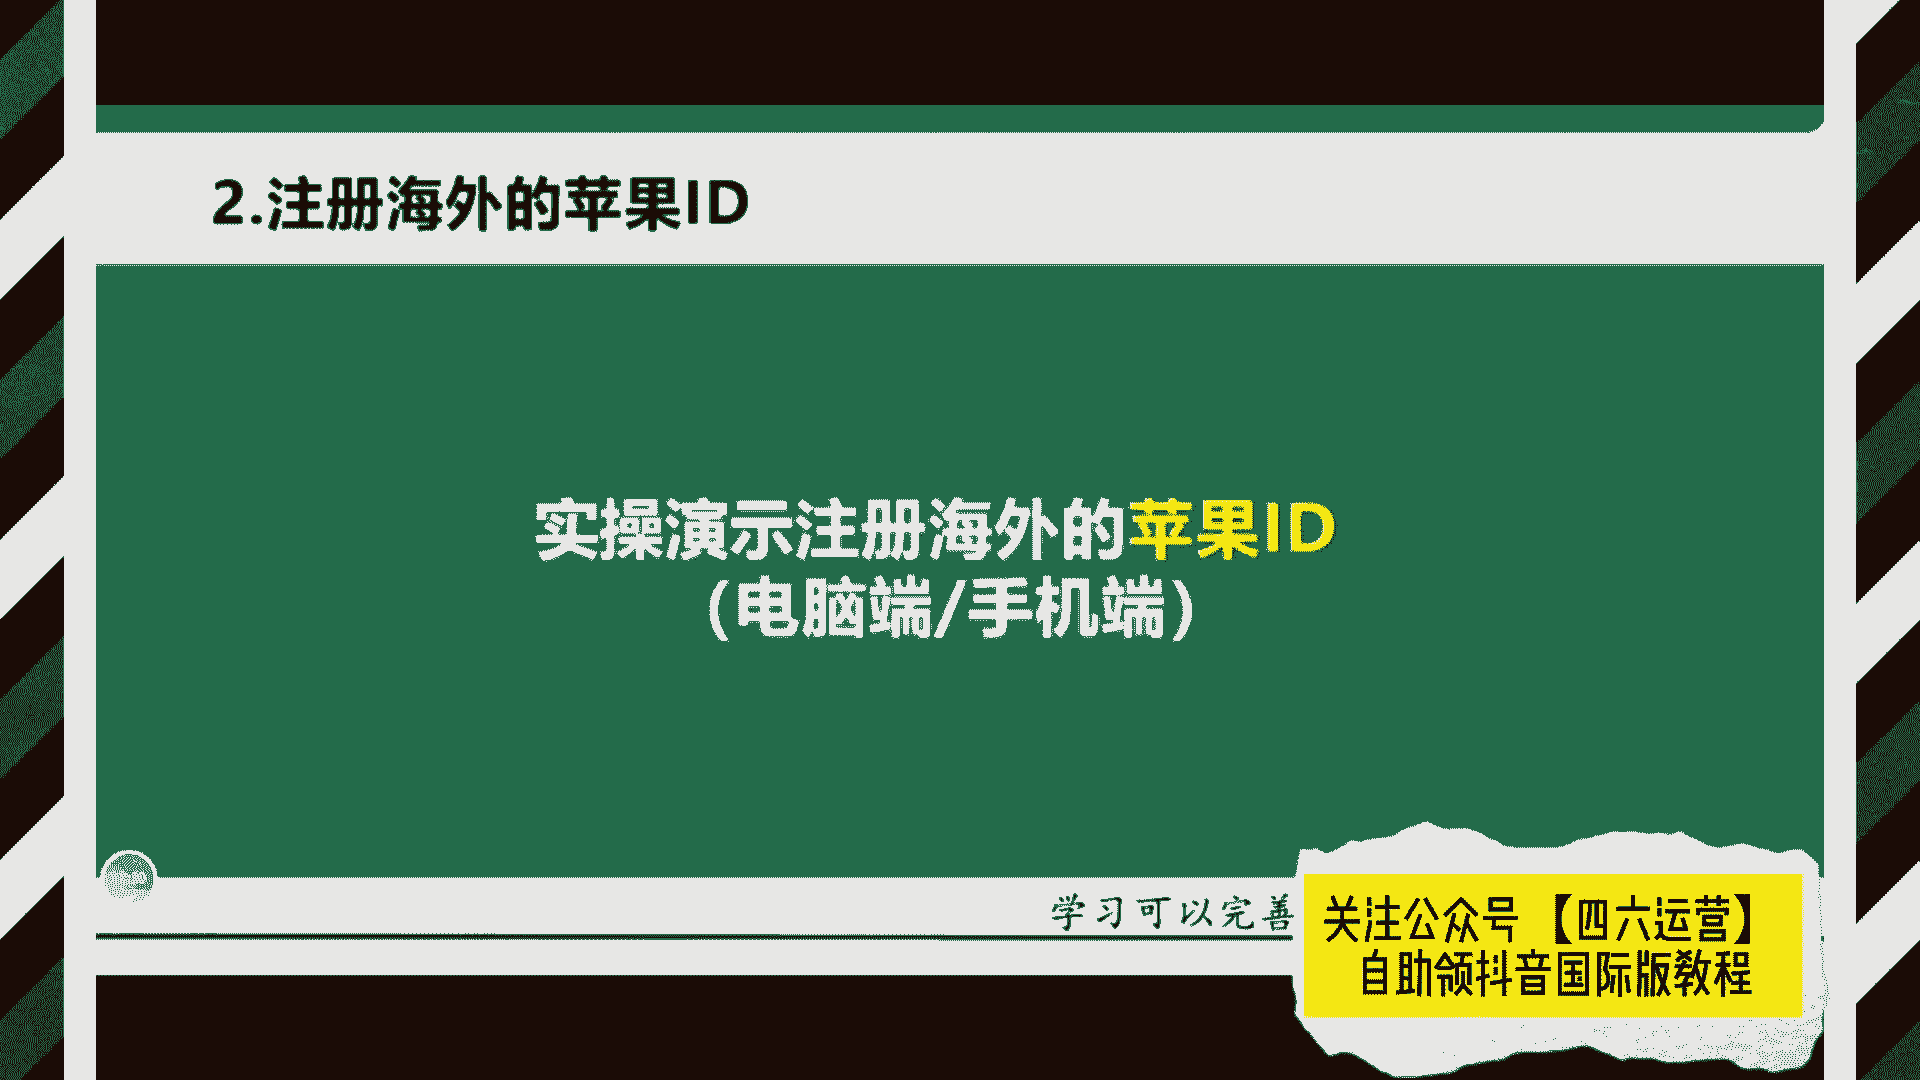 2.注册海外的苹果ID
实操演示注册海外的苹果ID
（电脑端/手机端）
学习可以完善
关注公众号【四六运营】
自助领抖音国际版教程